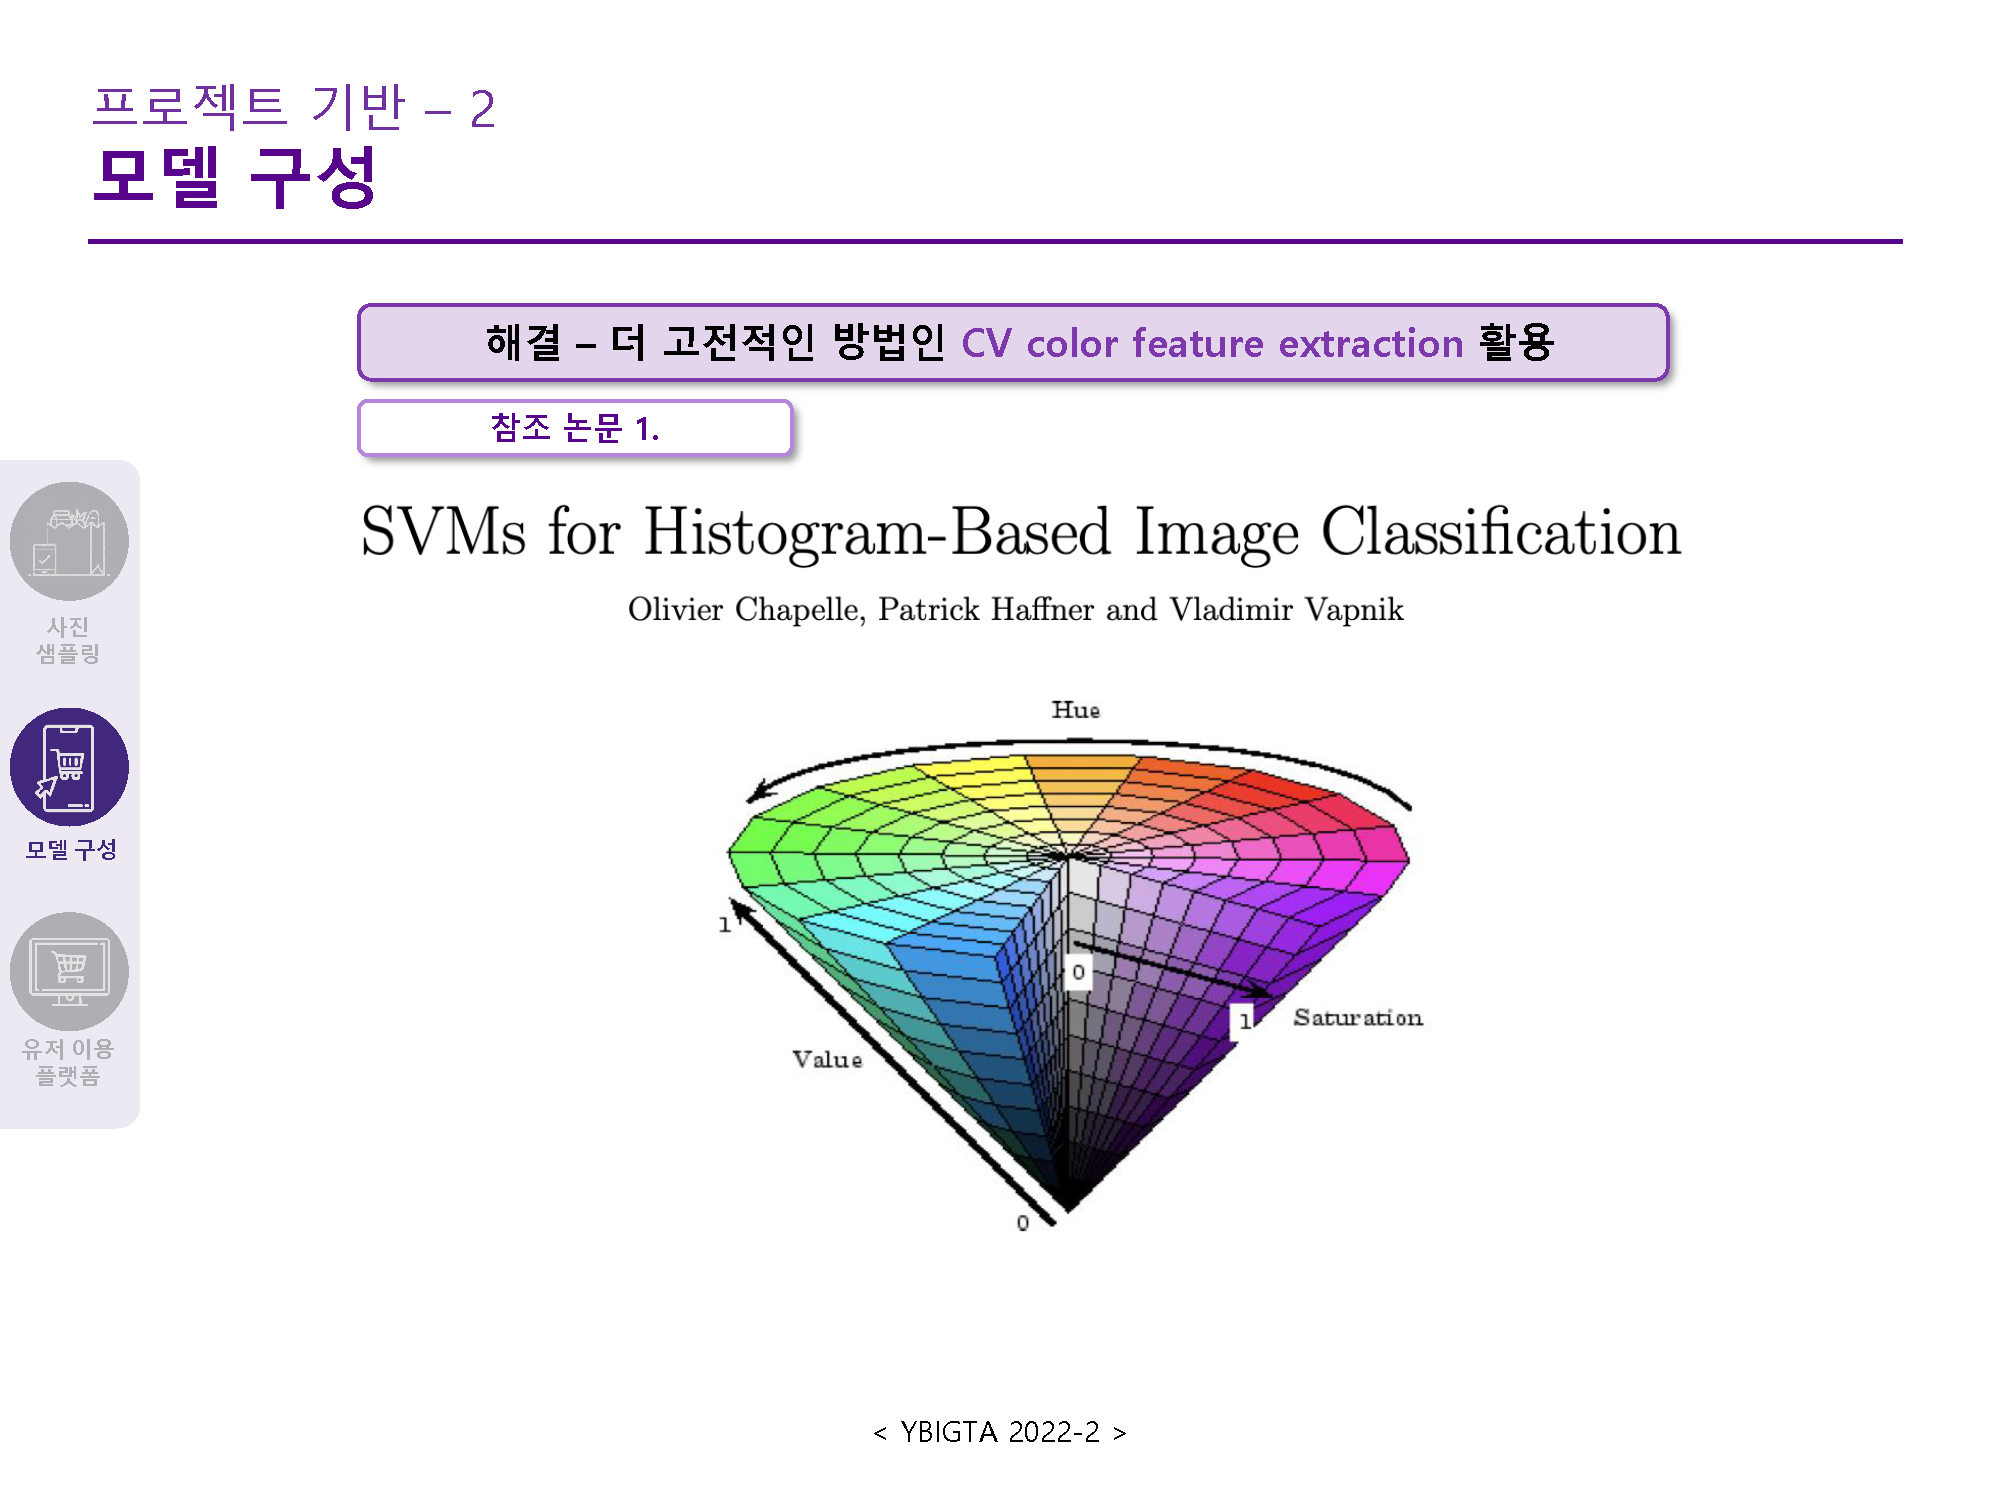 프로젝트 기반 – 2
모델 구성
해결 – 더 고전적인 방법인 CV color feature extraction 활용
참조 논문 1.
SVMs for Histogram-Based Image Classification
Olivier Chapelle, Patrick Haffner and Vladimir Vapnik
사진
샘플링
모델 구성
유저 이용
플랫폼
Hue
1
0
Saturation
1
Value
0
< YBIGTA 2022-2 >